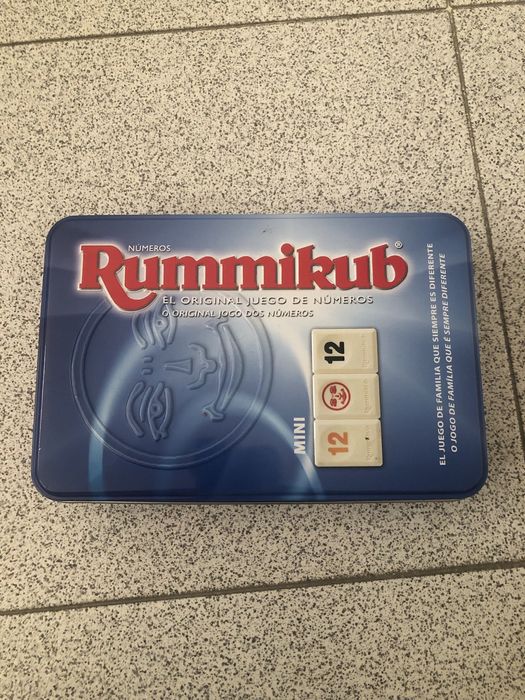 NÚMEROS
Rummikub®
EL ORIGINAL JUEGO DE NÚMEROS
O ORIGINAL JOGO DOS NÚMEROS
MINI
12
12
EL JUEGO DE FAMILIA QUE SIEMPRE ES DIFERENTE
O JOGO DE FAMÍLIA QUE É SEMPRE DIFERENTE